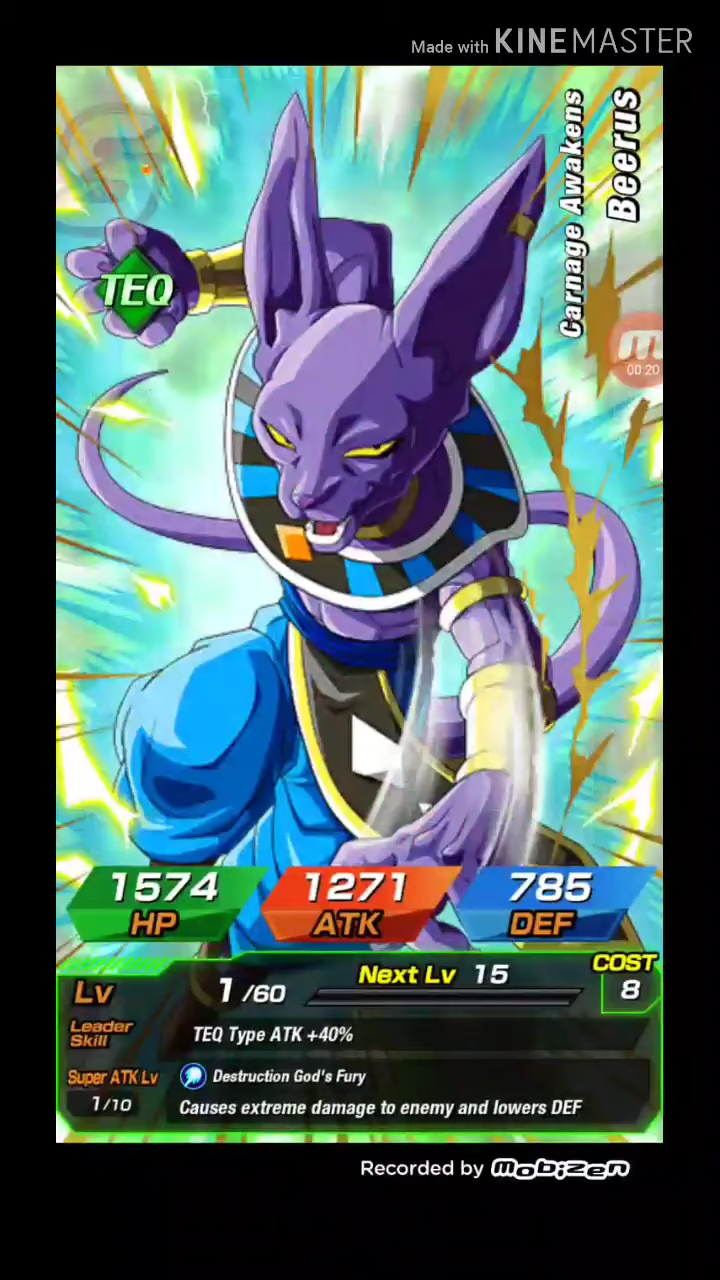 Made with KINEMASTER
Carnage Awakens
Beerus
TEQ
00:20
1574
HP
1271
ATK
785
DEF
Lv 1/60
Next Lv 15
COST
8
Leader
Skill
TEQ Type ATK +40%
Super ATK Lv
1/10
Destruction God's Fury
Causes extreme damage to enemy and lowers DEF
Recorded by mobizen